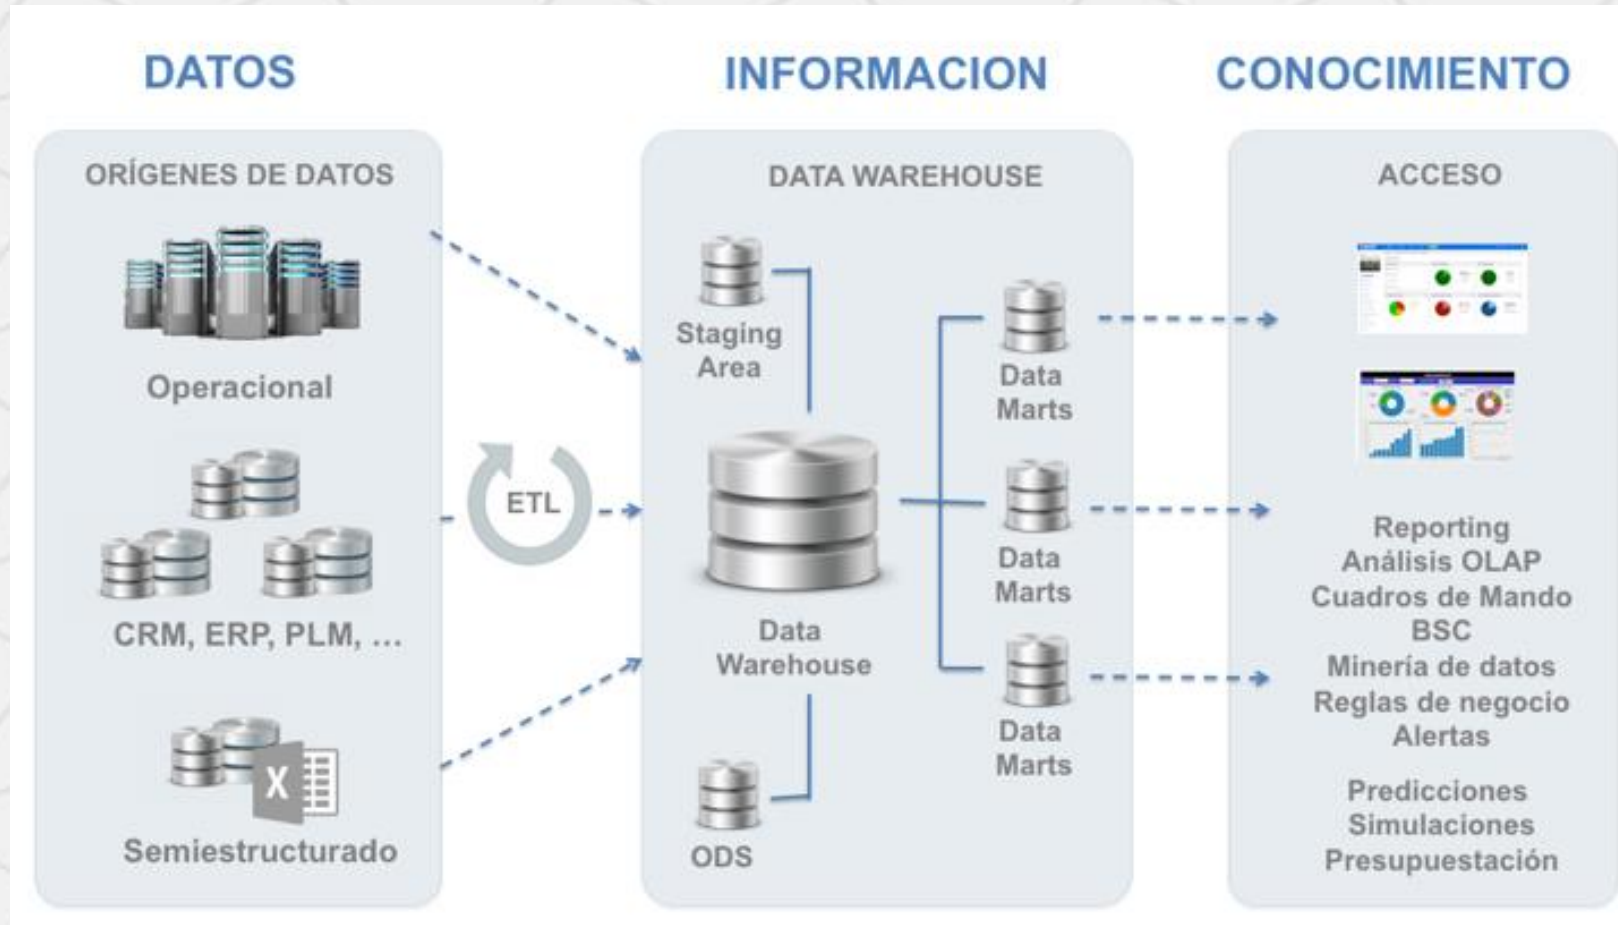 DATOS
INFORMACION
CONOCIMIENTO
ORÍGENES DE DATOS
Operacional
CRM, ERP, PLM, ...
X
Semiestructurado
ETL
DATA WAREHOUSE
Staging
Area
Data
Warehouse
ODS
Data
Marts
Data
Marts
Data
Marts
ACCESO
Reporting
Análisis OLAP
Cuadros de Mando
BSC
Minería de datos
Reglas de negocio
Alertas
Predicciones
Simulaciones
Presupuestación